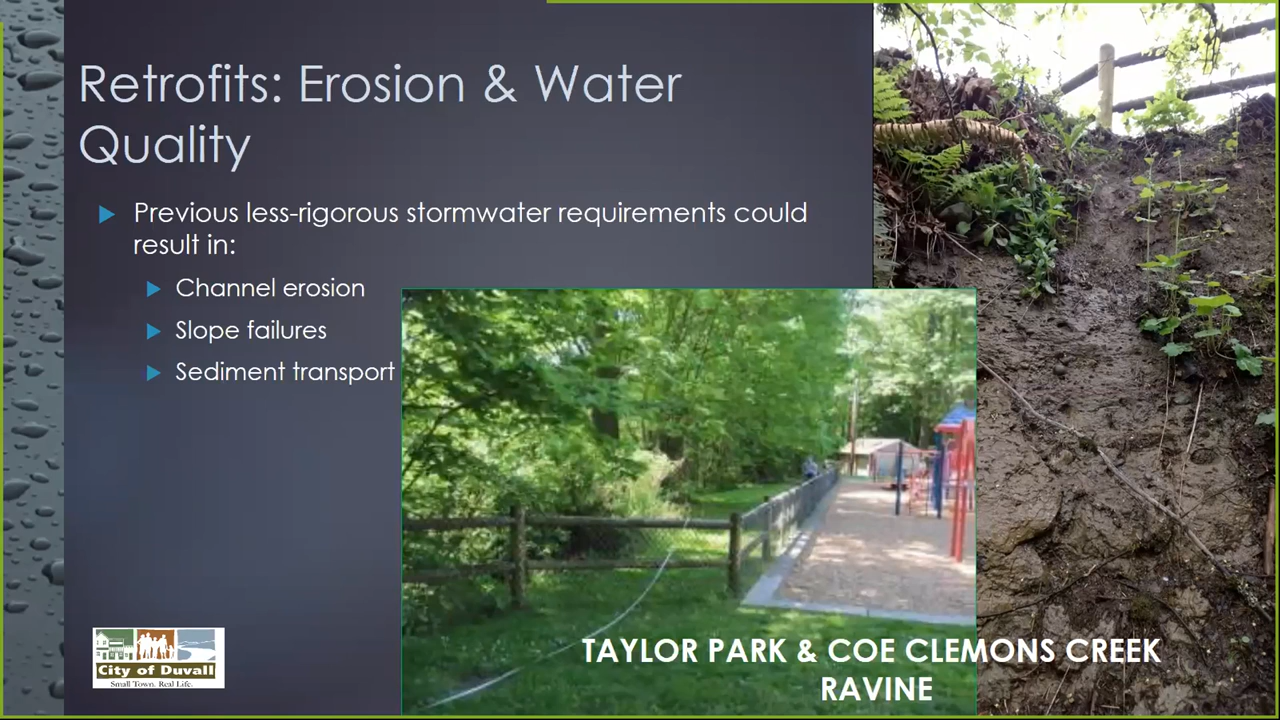 Retrofits: Erosion & Water
Quality
Previous less-rigorous stormwater requirements could
result in:
Channel erosion
Slope failures
Sediment transport
TAYLOR PARK & COE CLEMONS CREEK
RAVINE
City of Duvall
Small Town. Real Life.